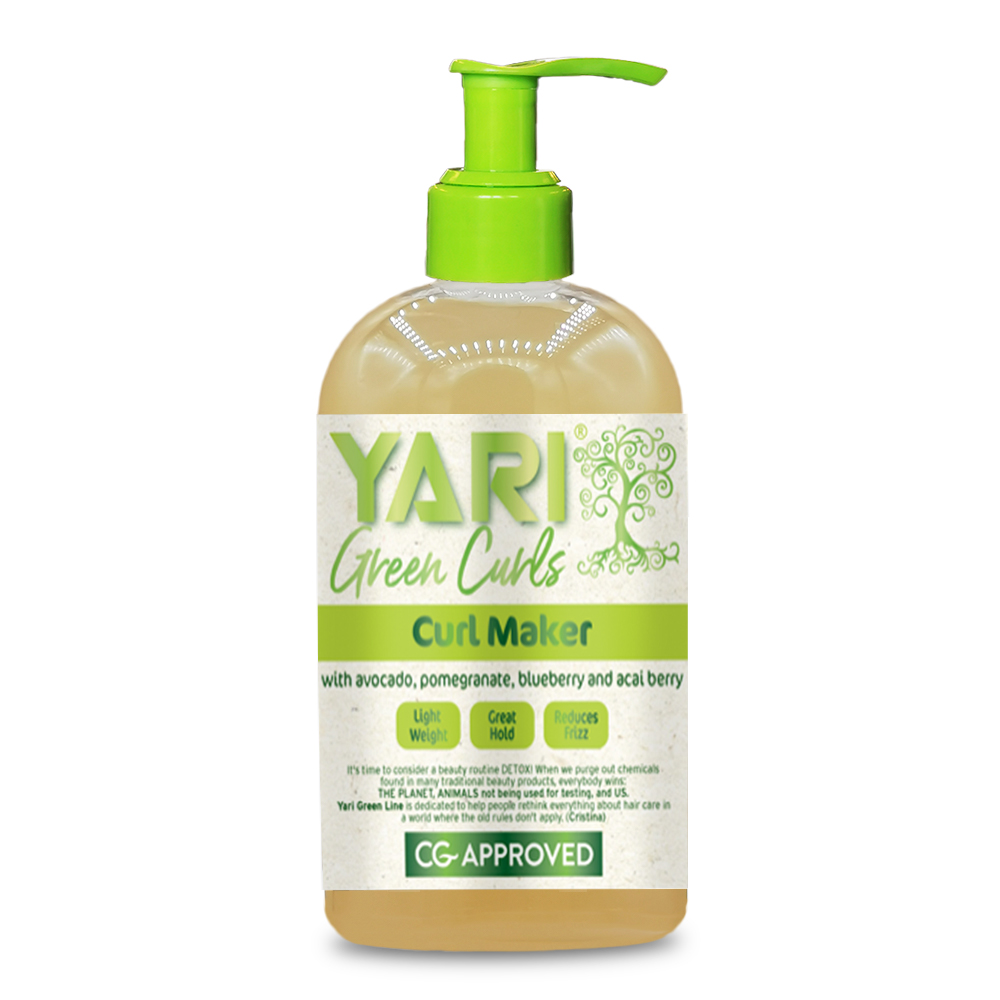 YARI®
Green Curls
Curl Maker
with avocado, pomegranate, blueberry and acai berry
Light
Weight
Great
Hold
Reduces
Frizz
It's time to consider a beauty routine DETOX! When we purge out chemicals
found in many traditional beauty products, everybody wins:
THE PLANET, ANIMALS not being used for testing, and US.
Yari Green Line is dedicated to help people rethink everything about hair care in
a world where the old rules don't apply. (Cristina)
CG APPROVED